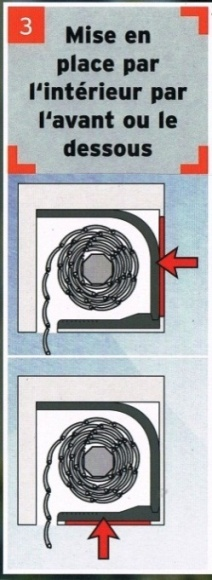 3
Mise en
place par
l'intérieur par
l'avant ou le
dessous